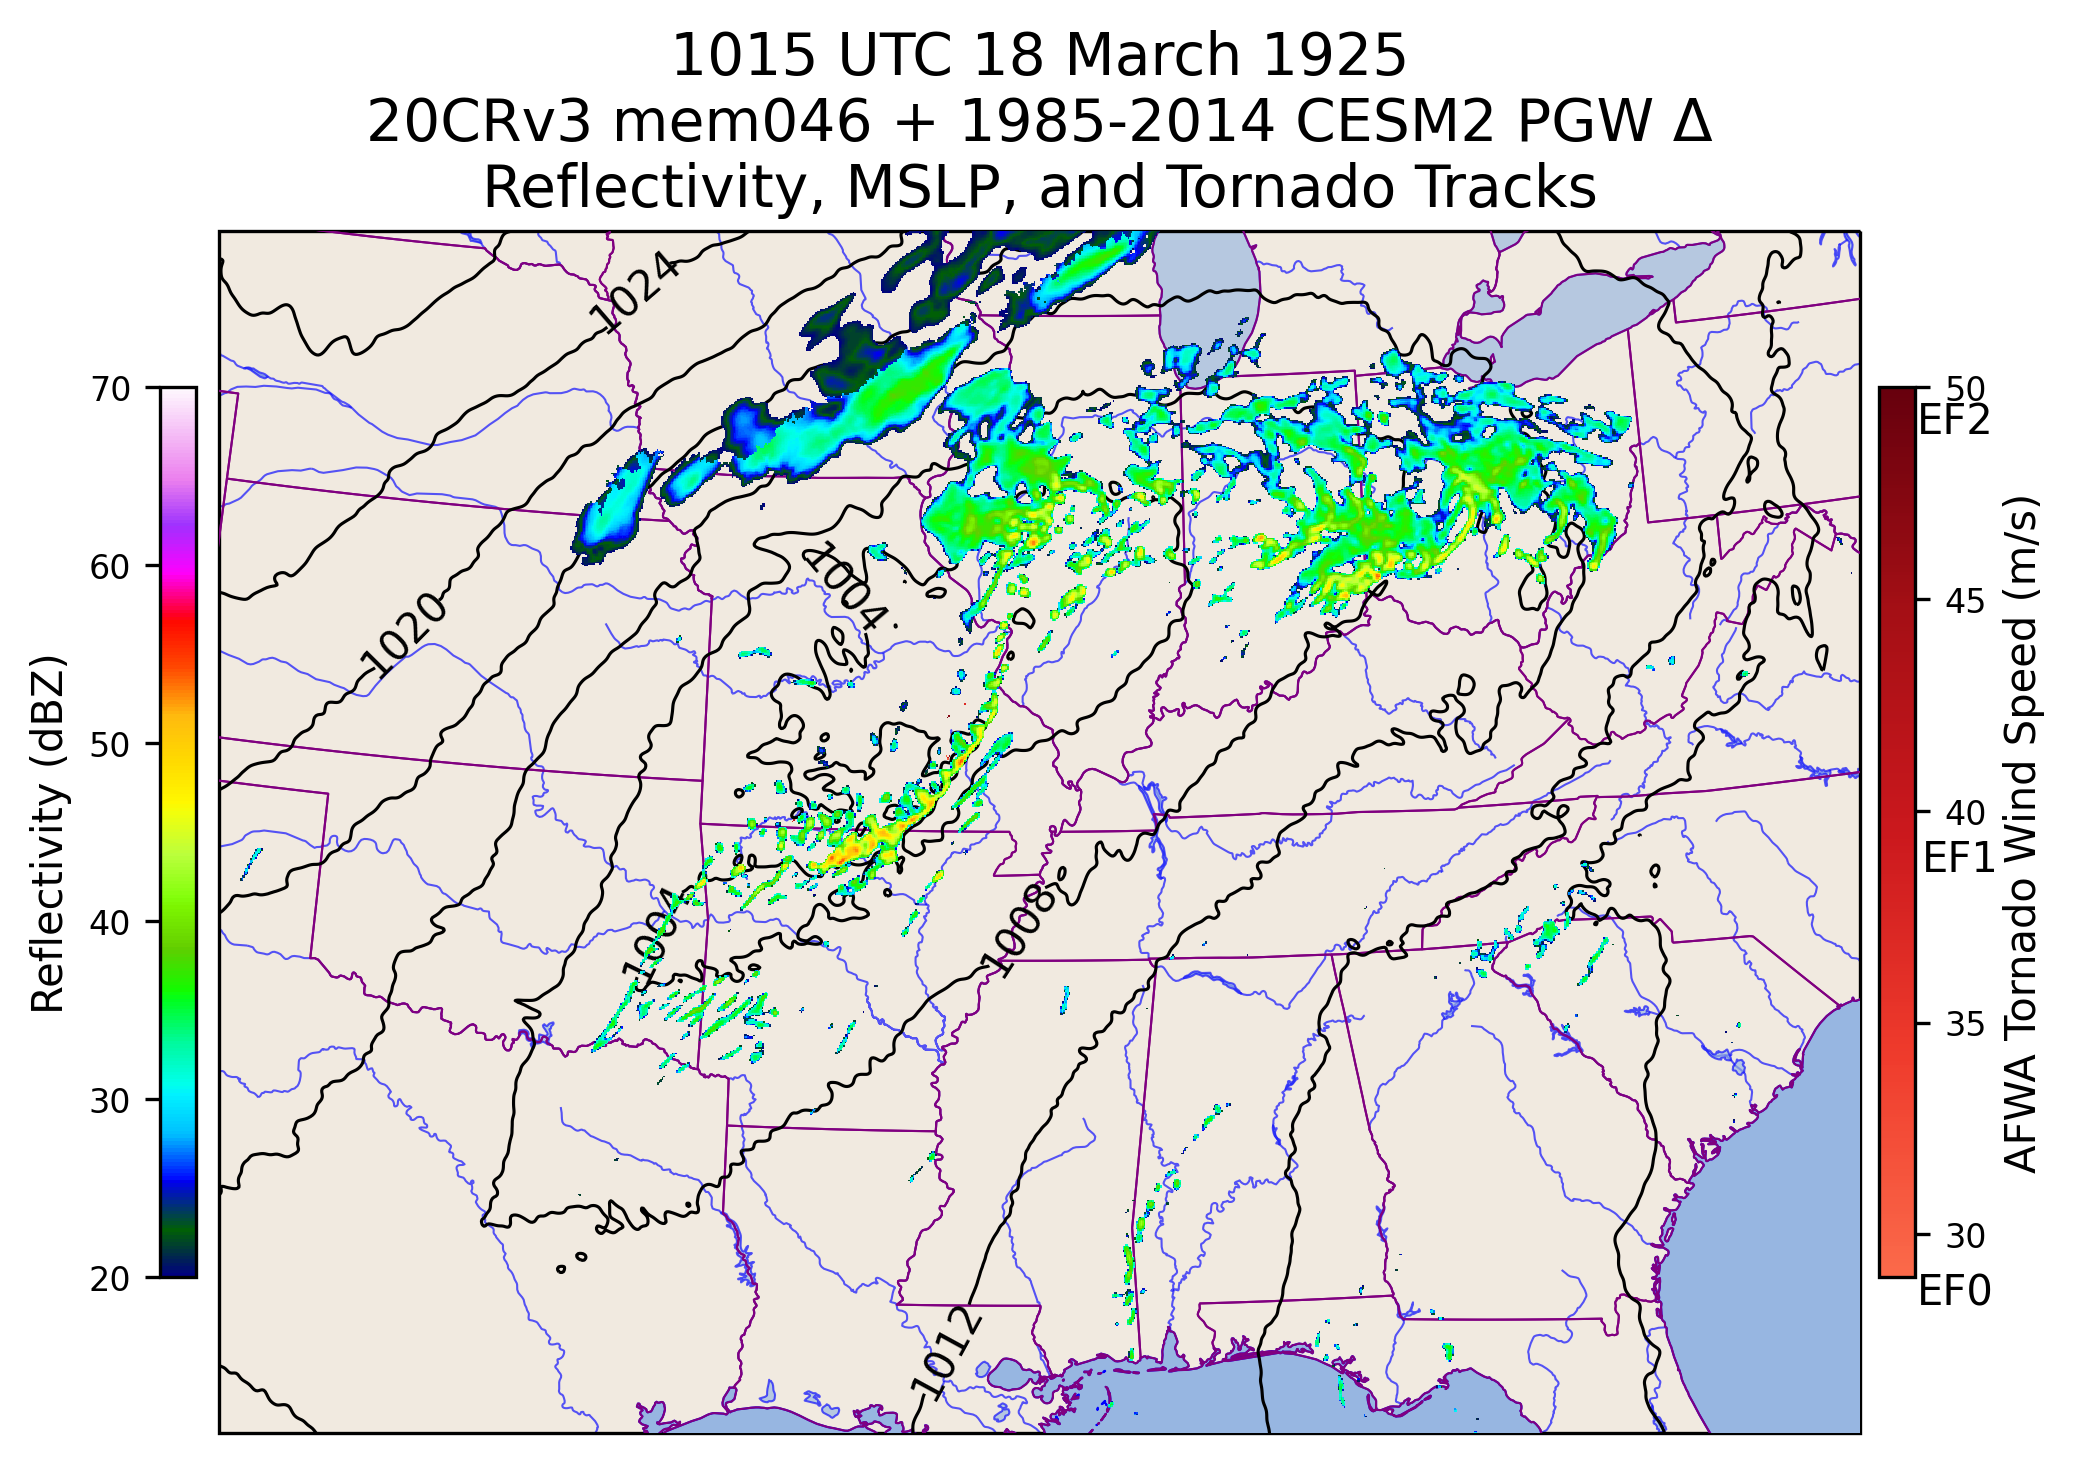 1015 UTC 18 March 1925
20CRv3 mem046 + 1985-2014 CESM2 PGW Δ
Reflectivity, MSLP, and Tornado Tracks
Reflectivity (dBZ)
70
60
50
40
30
20
1024
1020
1004
1004
1008
1012
50
EF2
45
40
EF1
35
30
EF0
AFWA Tornado Wind Speed (m/s)